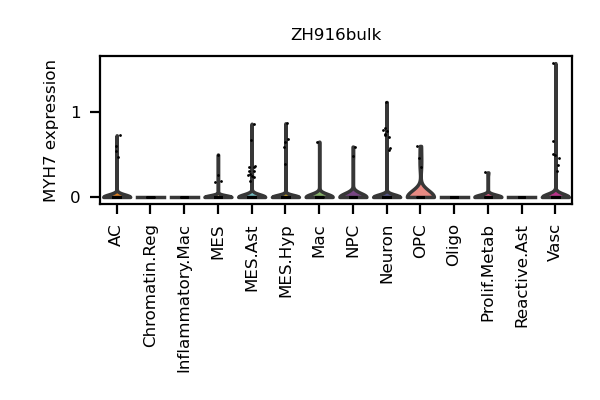 ZH916bulk
MYH7 expression
1
0
AC
Chromatin.Reg
Inflammatory.Mac
MES
MES.Ast
MES.Hyp
Mac
NPC
Neuron
OPC
Oligo
Prolif.Metab
Reactive.Ast
Vasc